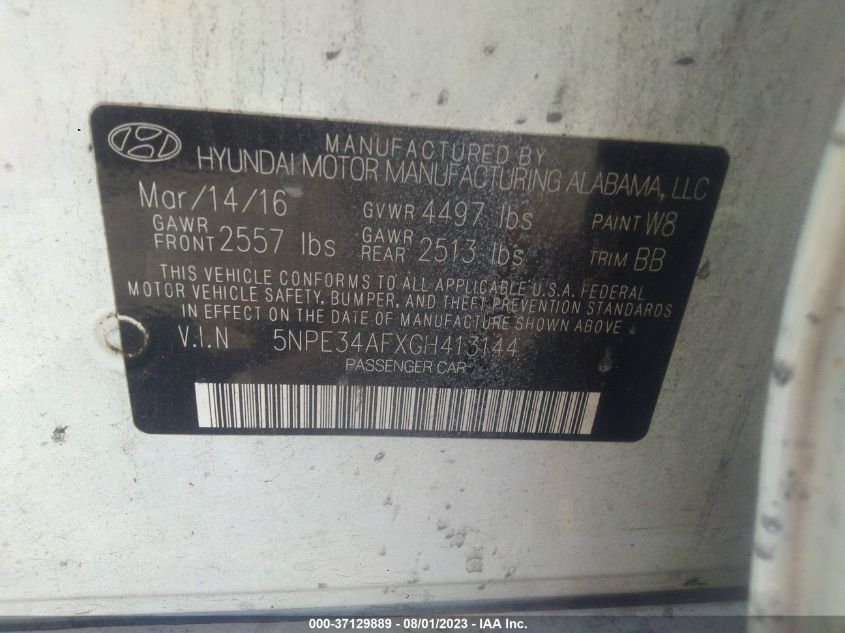 MANUFACTURED BY
HYUNDAI MOTOR MANUFACTURING ALABAMA, LLC
Mar/14/16 GVWR 4497 lbs PAINT W8
GAWR FRONT 2557 lbs GAWR REAR 2513 lbs TRIM BB
THIS VEHICLE CONFORMS TO ALL APPLICABLE U.S.A. FEDERAL
MOTOR VEHICLE SAFETY, BUMPER, AND THEFT PREVENTION STANDARDS
IN EFFECT ON THE DATE OF MANUFACTURE SHOWN ABOVE
V.I.N 5NPE34AFXGH413144
PASSENGER CAR
000-37129889 - 08/01/2023 - IAA Inc.